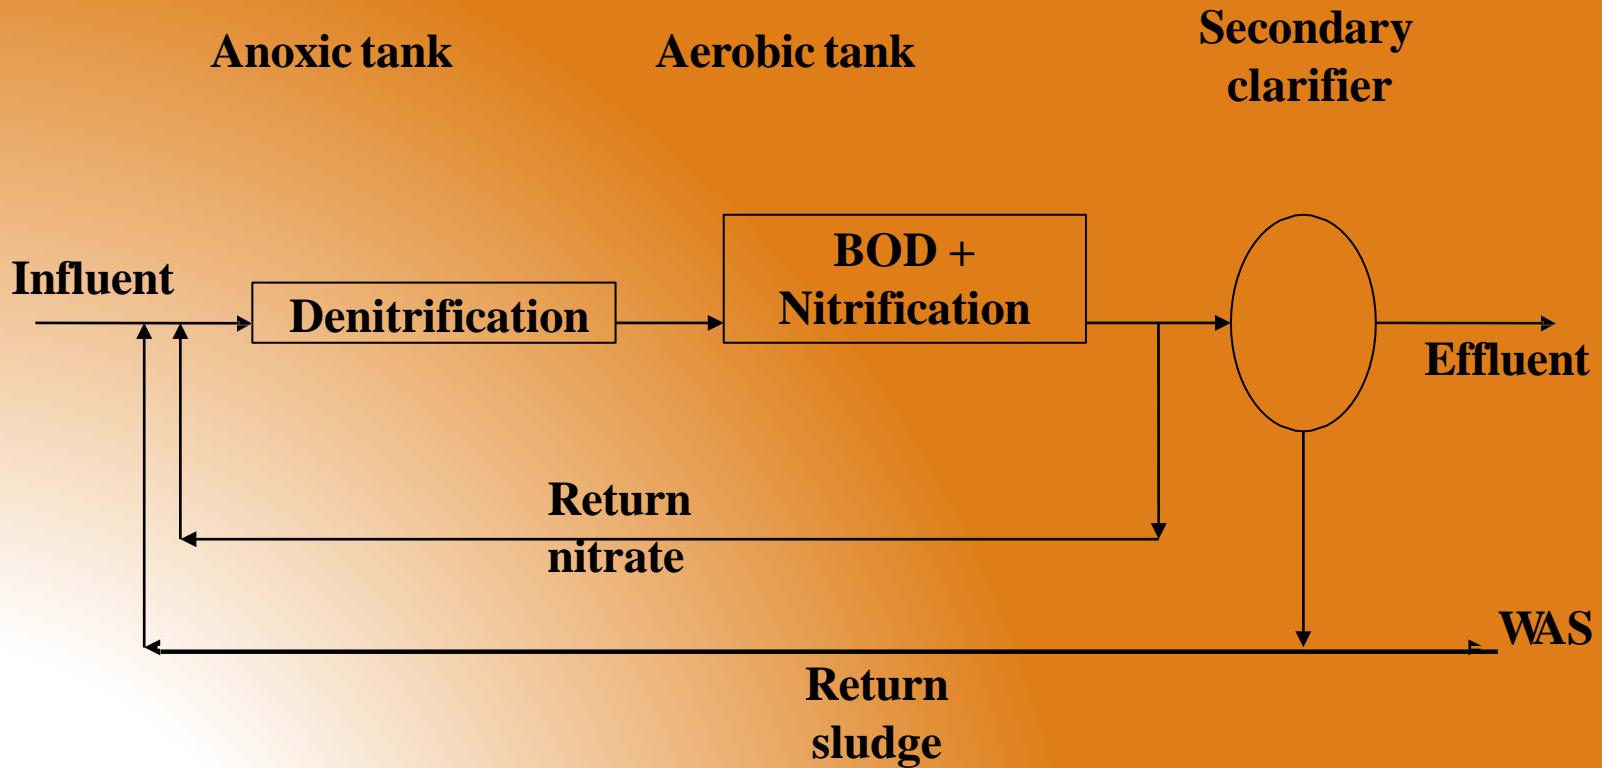 Anoxic tank
Aerobic tank
Secondary
clarifier
Influent
Denitrification
BOD +
Nitrification
Effluent
Return
nitrate
WAS
Return
sludge